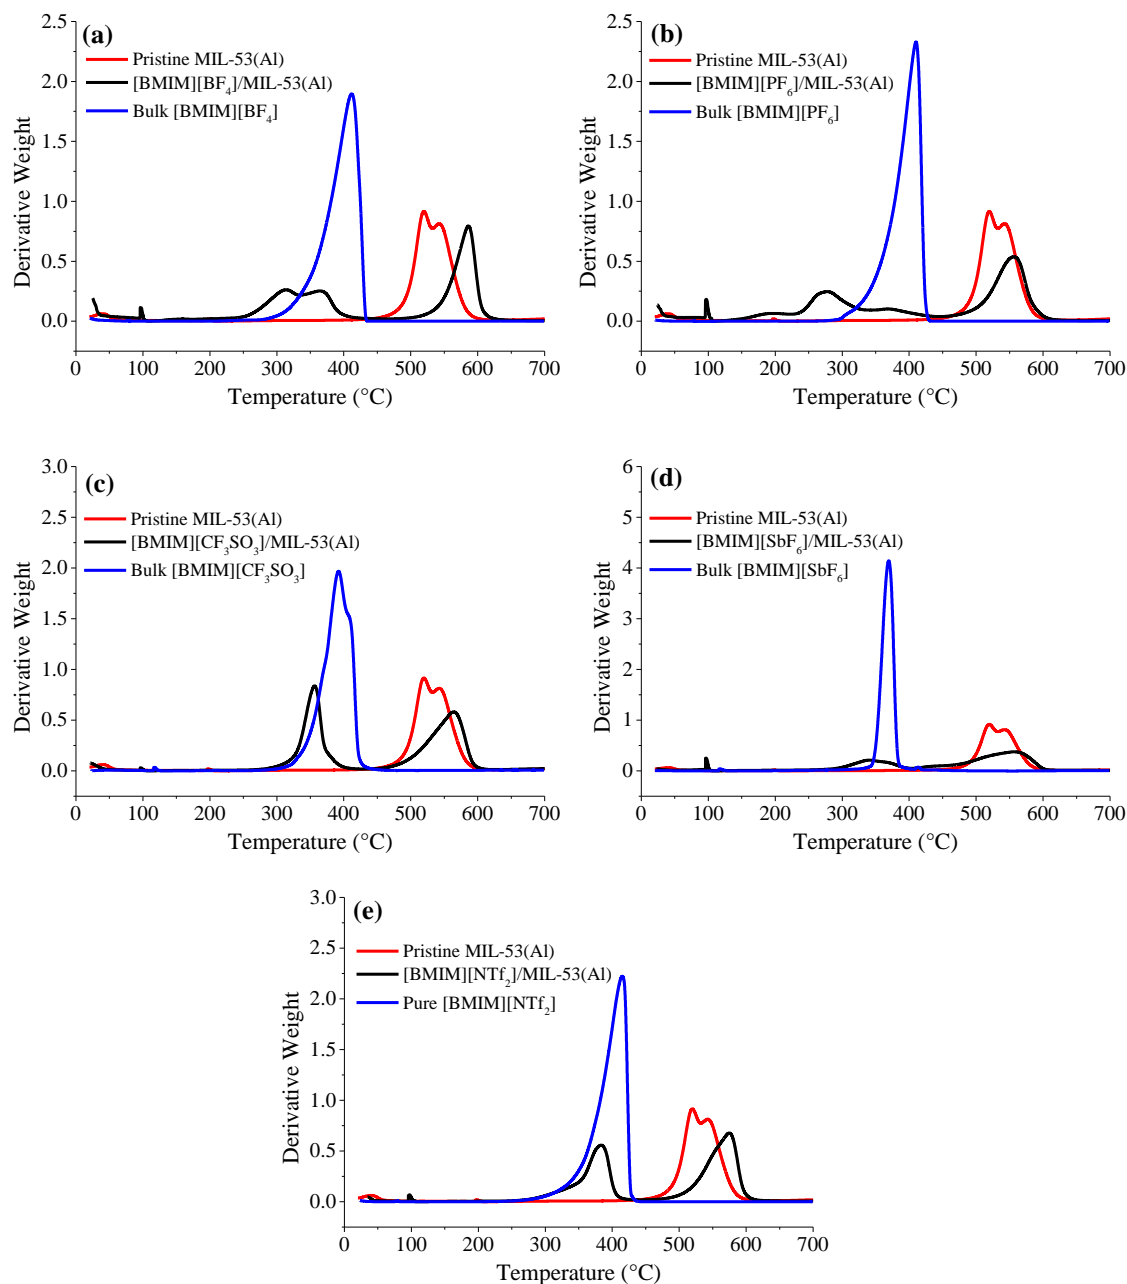 (a)
Pristine MIL-53(Al)
[BMIM][BF₄]/MIL-53(Al)
Bulk [BMIM][BF₄]
Derivative Weight
2.5
2.0
1.5
1.0
0.5
0.0
0 100 200 300 400 500 600 700
Temperature (°C)
(b)
Pristine MIL-53(Al)
[BMIM][PF₆]/MIL-53(Al)
Bulk [BMIM][PF₆]
Derivative Weight
2.5
2.0
1.5
1.0
0.5
0.0
0 100 200 300 400 500 600 700
Temperature (°C)
(c)
Pristine MIL-53(Al)
[BMIM][CF₃SO₃]/MIL-53(Al)
Bulk [BMIM][CF₃SO₃]
Derivative Weight
3.0
2.5
2.0
1.5
1.0
0.5
0.0
0 100 200 300 400 500 600 700
Temperature (°C)
(d)
Pristine MIL-53(Al)
[BMIM][SbF₆]/MIL-53(Al)
Bulk [BMIM][SbF₆]
Derivative Weight
6
5
4
3
2
1
0
0 100 200 300 400 500 600 700
Temperature (°C)
(e)
Pristine MIL-53(Al)
[BMIM][NTf₂]/MIL-53(Al)
Pure [BMIM][NTf₂]
Derivative Weight
3.0
2.5
2.0
1.5
1.0
0.5
0.0
0 100 200 300 400 500 600 700
Temperature (°C)